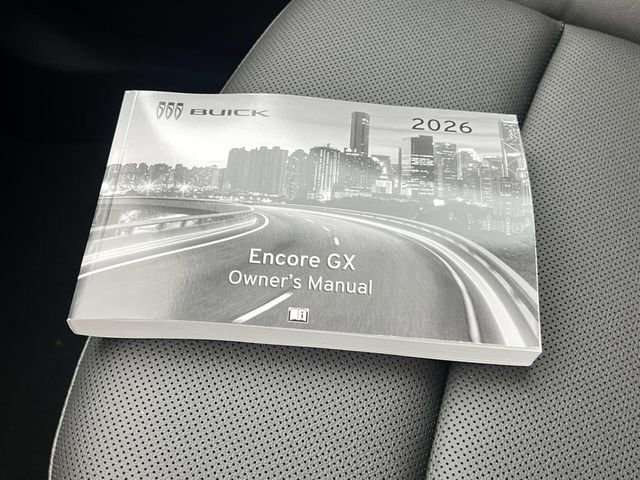 BUICK
2026
Encore GX
Owner's Manual